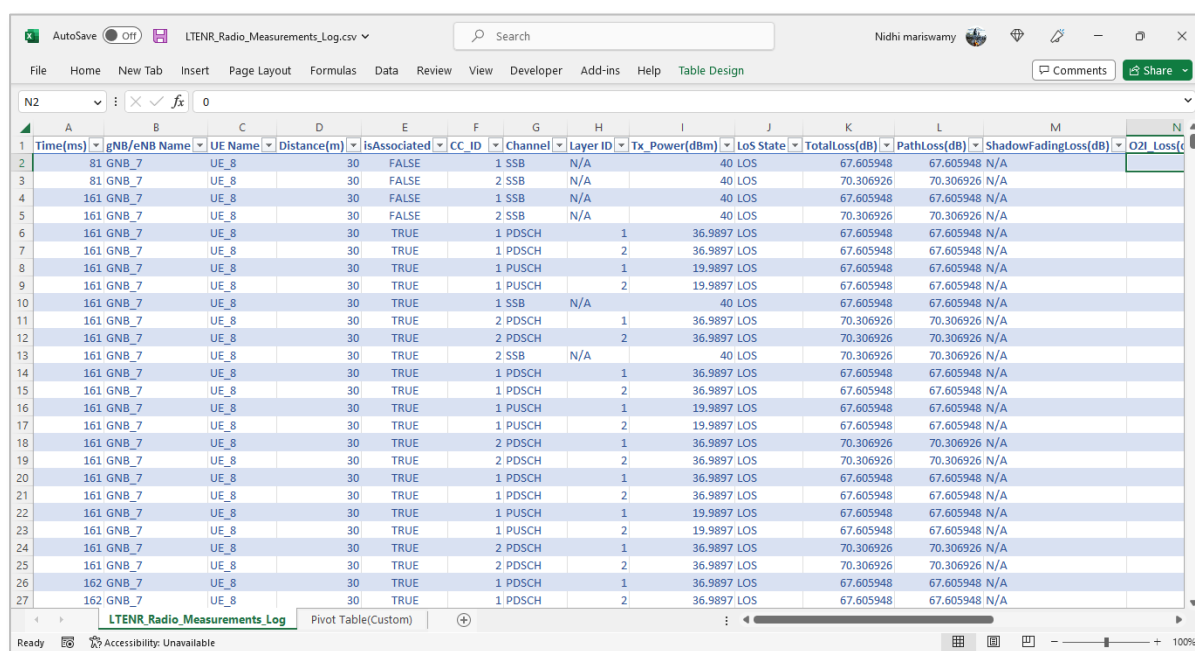 AutoSave Off LTENR_Radio_Measurements_Log.csv Search Nidhi mariswamy
File Home New Tab Insert Page Layout Formulas Data Review View Developer Add-ins Help Table Design Comments Share
N2 fx 0
A B C D E F G H I J K L M N
1 Time(ms) gNB/eNB Name UE Name Distance(m) isAssociated CC_ID Channel Layer ID Tx_Power(dBm) LoS State TotalLoss(dB) PathLoss(dB) ShadowFadingLoss(dB) O2I_Loss(
2 81 GNB_7 UE_8 30 FALSE 1 SSB N/A 40 LOS 67.605948 67.605948 N/A
3 81 GNB_7 UE_8 30 FALSE 2 SSB N/A 40 LOS 70.306926 70.306926 N/A
4 161 GNB_7 UE_8 30 FALSE 1 SSB N/A 40 LOS 67.605948 67.605948 N/A
5 161 GNB_7 UE_8 30 FALSE 2 SSB N/A 40 LOS 70.306926 70.306926 N/A
6 161 GNB_7 UE_8 30 TRUE 1 PDSCH 1 36.9897 LOS 67.605948 67.605948 N/A
7 161 GNB_7 UE_8 30 TRUE 1 PDSCH 2 36.9897 LOS 67.605948 67.605948 N/A
8 161 GNB_7 UE_8 30 TRUE 1 PUSCH 1 19.9897 LOS 67.605948 67.605948 N/A
9 161 GNB_7 UE_8 30 TRUE 1 PUSCH 2 19.9897 LOS 67.605948 67.605948 N/A
10 161 GNB_7 UE_8 30 TRUE 1 SSB N/A 40 LOS 67.605948 67.605948 N/A
11 161 GNB_7 UE_8 30 TRUE 2 PDSCH 1 36.9897 LOS 70.306926 70.306926 N/A
12 161 GNB_7 UE_8 30 TRUE 2 PDSCH 2 36.9897 LOS 70.306926 70.306926 N/A
13 161 GNB_7 UE_8 30 TRUE 2 SSB N/A 40 LOS 70.306926 70.306926 N/A
14 161 GNB_7 UE_8 30 TRUE 1 PDSCH 1 36.9897 LOS 67.605948 67.605948 N/A
15 161 GNB_7 UE_8 30 TRUE 1 PDSCH 2 36.9897 LOS 67.605948 67.605948 N/A
16 161 GNB_7 UE_8 30 TRUE 1 PUSCH 1 19.9897 LOS 67.605948 67.605948 N/A
17 161 GNB_7 UE_8 30 TRUE 1 PUSCH 2 19.9897 LOS 67.605948 67.605948 N/A
18 161 GNB_7 UE_8 30 TRUE 2 PDSCH 1 36.9897 LOS 70.306926 70.306926 N/A
19 161 GNB_7 UE_8 30 TRUE 2 PDSCH 2 36.9897 LOS 70.306926 70.306926 N/A
20 161 GNB_7 UE_8 30 TRUE 1 PDSCH 1 36.9897 LOS 67.605948 67.605948 N/A
21 161 GNB_7 UE_8 30 TRUE 1 PDSCH 2 36.9897 LOS 67.605948 67.605948 N/A
22 161 GNB_7 UE_8 30 TRUE 1 PUSCH 1 19.9897 LOS 67.605948 67.605948 N/A
23 161 GNB_7 UE_8 30 TRUE 1 PUSCH 2 19.9897 LOS 67.605948 67.605948 N/A
24 161 GNB_7 UE_8 30 TRUE 2 PDSCH 1 36.9897 LOS 70.306926 70.306926 N/A
25 161 GNB_7 UE_8 30 TRUE 2 PDSCH 2 36.9897 LOS 70.306926 70.306926 N/A
26 162 GNB_7 UE_8 30 TRUE 1 PDSCH 1 36.9897 LOS 67.605948 67.605948 N/A
27 162 GNB_7 UE_8 30 TRUE 1 PDSCH 2 36.9897 LOS 67.605948 67.605948 N/A
LTENR_Radio_Measurements_Log Pivot Table(Custom)
Ready Accessibility: Unavailable 100%